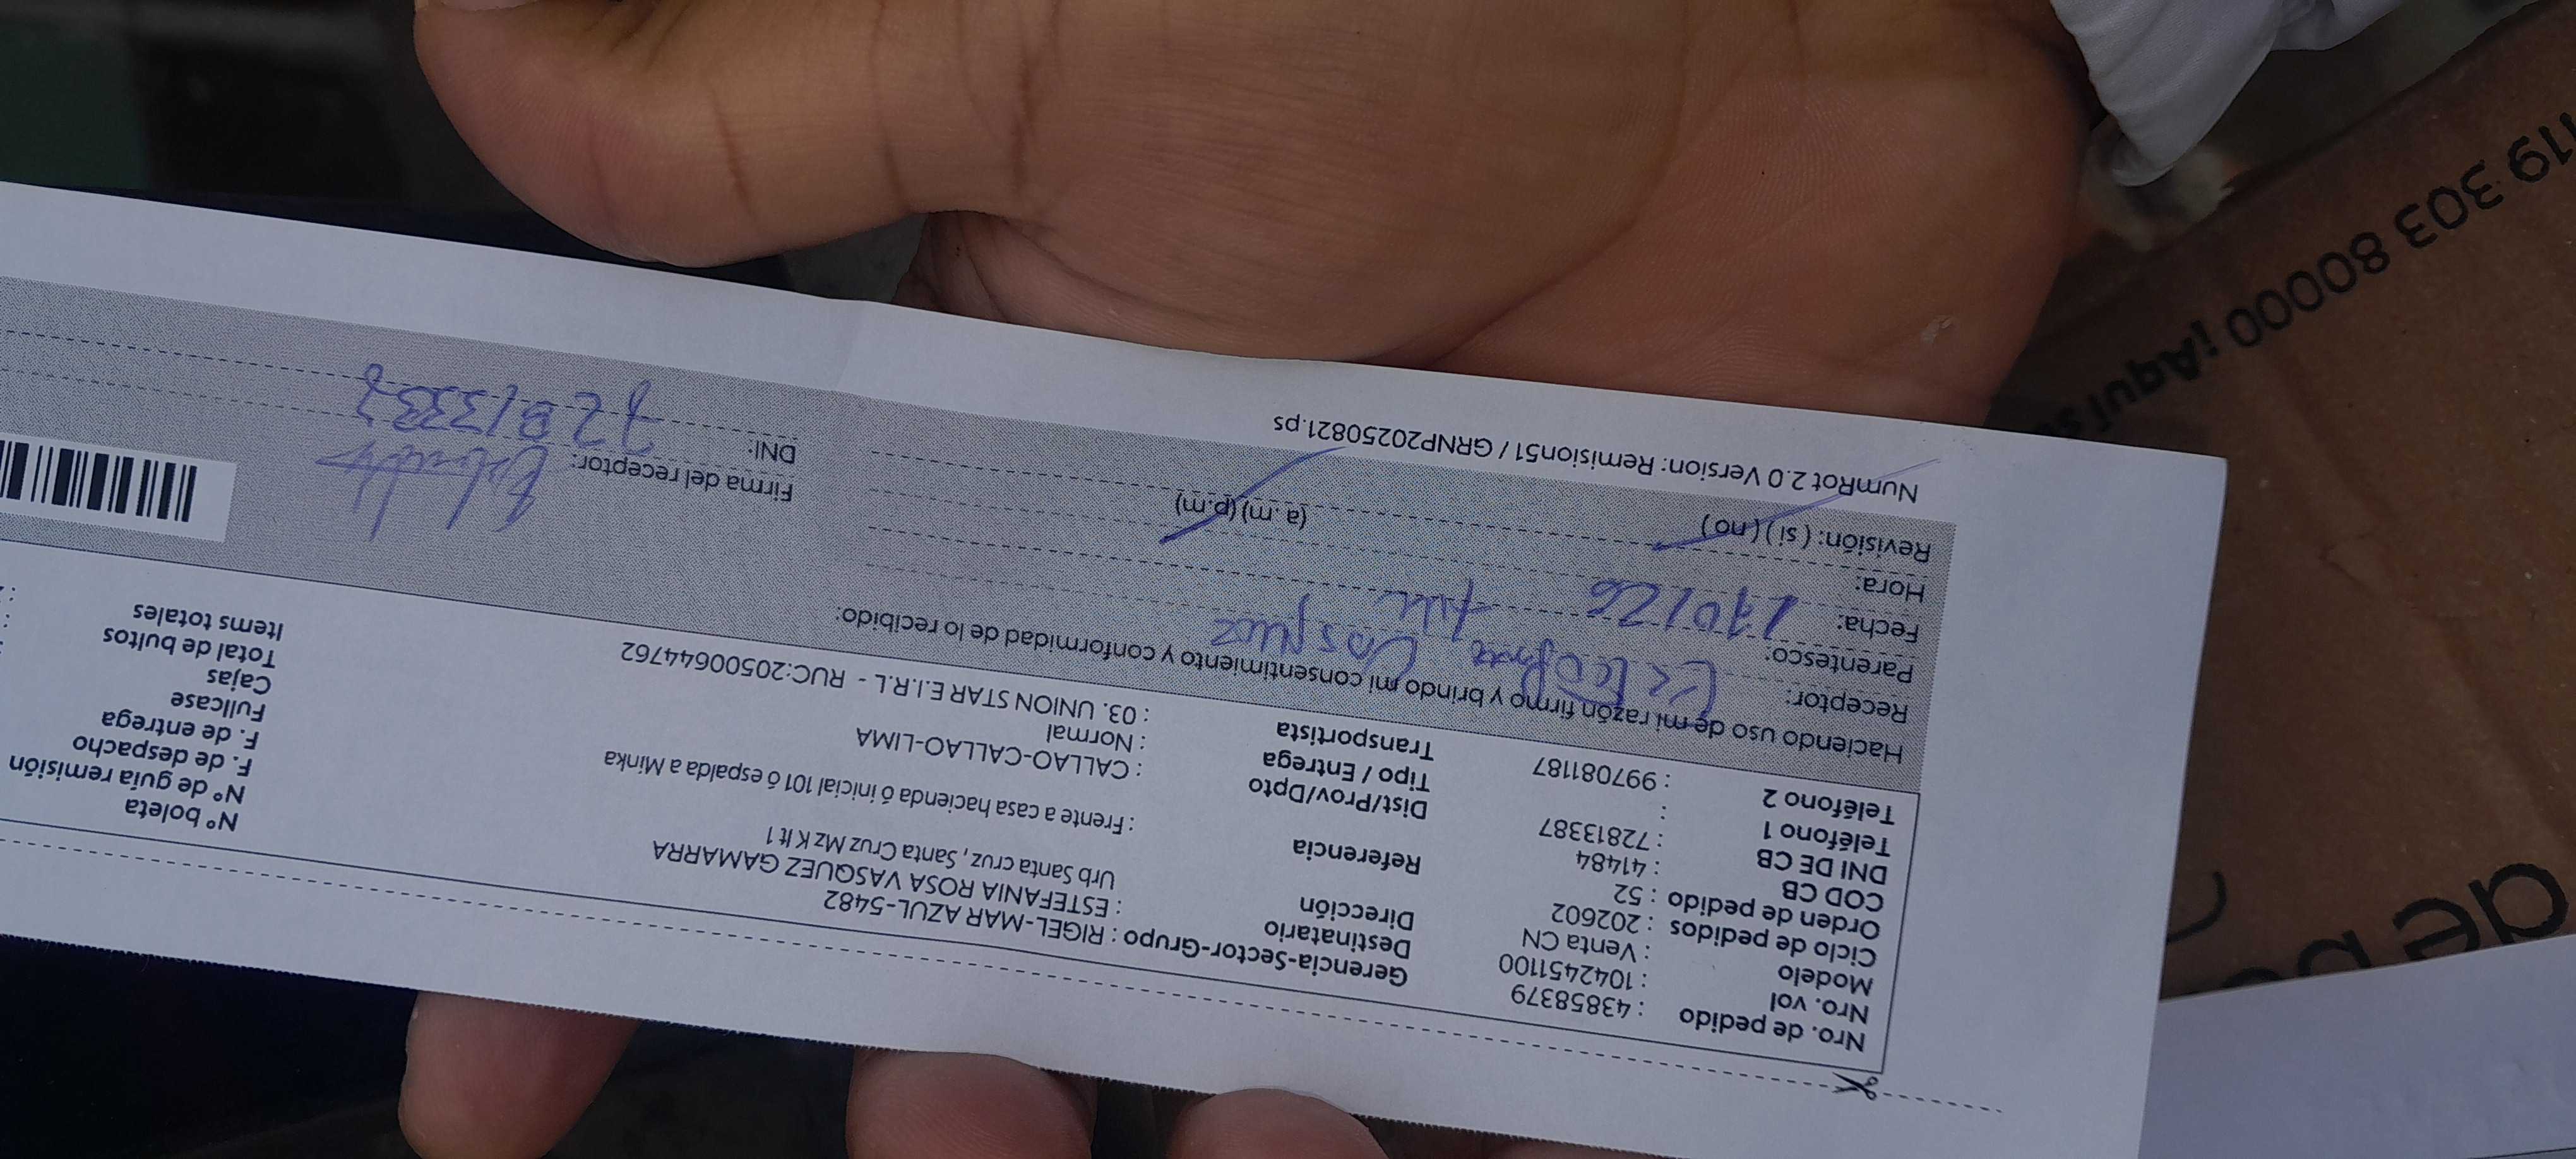 Nro. de pedido : 43858379
Nro. vol : 1042451100
Modelo : Venta CN
Ciclo de pedidos : 202602
Orden de pedido : 52
COD CB : 41484
DNI DE CB : 72813387
Teléfono 1 :
Teléfono 2 : 997081187
Gerencia-Sector-Grupo : RIGEL-MAR AZUL-5482
Destinatario : ESTEFANIA ROSA VASQUEZ GAMARRA
Dirección Urb Santa cruz, Santa Cruz Mz K lt 1
Referencia : Frente a casa hacienda ó inicial 101 ó espalda a Minka
Dist/Prov/Dpto : CALLAO-CALLAO-LIMA
Tipo / Entrega : Normal
Transportista : 03. UNION STAR E.I.R.L - RUC:20500644762
N° boleta
N° de guía remisión
F. de despacho
F. de entrega
Fullcase
Cajas
Total de bultos
Items totales
Haciendo uso de mi razón firmo y brindo mi consentimiento y conformidad de lo recibido:
Receptor: Vasquez
Parentesco:
Fecha:
Hora: (a.m) (p.m)
Revisión: (si) (no)
Firma del receptor:
DNI: 72813387
NumRot 2.0 Version: Remision51 / GRNP20250821.ps
119 303 80000 ¡Aquí
de